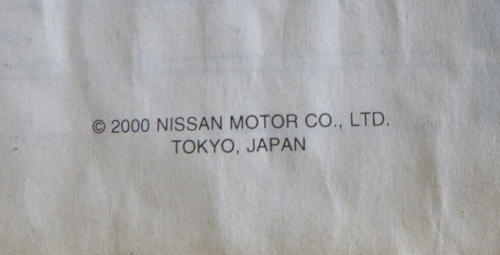 © 2000 NISSAN MOTOR CO., LTD.
TOKYO, JAPAN